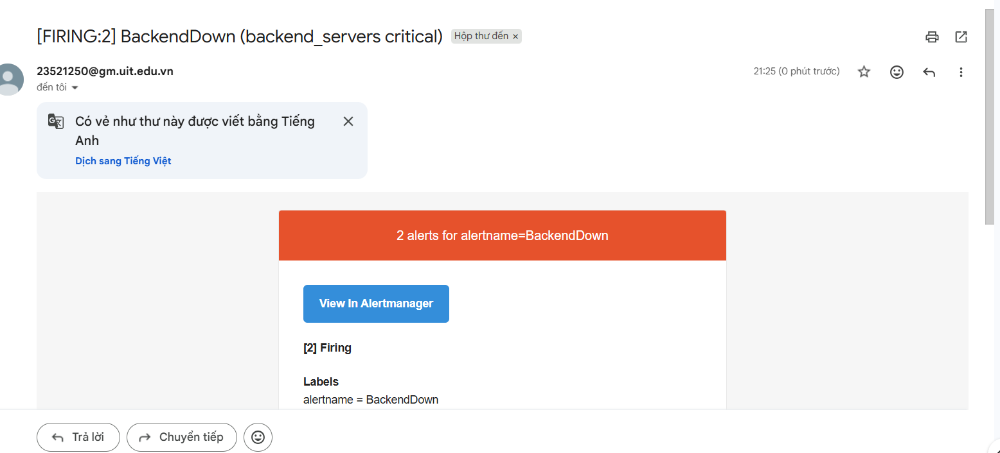 [FIRING:2] BackendDown (backend_servers critical) Hộp thư đến ×
23521250@gm.uit.edu.vn 21:25 (0 phút trước)
đến tôi
Có vẻ như thư này được viết bằng Tiếng
Anh
Dịch sang Tiếng Việt
2 alerts for alertname=BackendDown
View In Alertmanager
[2] Firing
Labels
alertname = BackendDown
Trả lời Chuyển tiếp